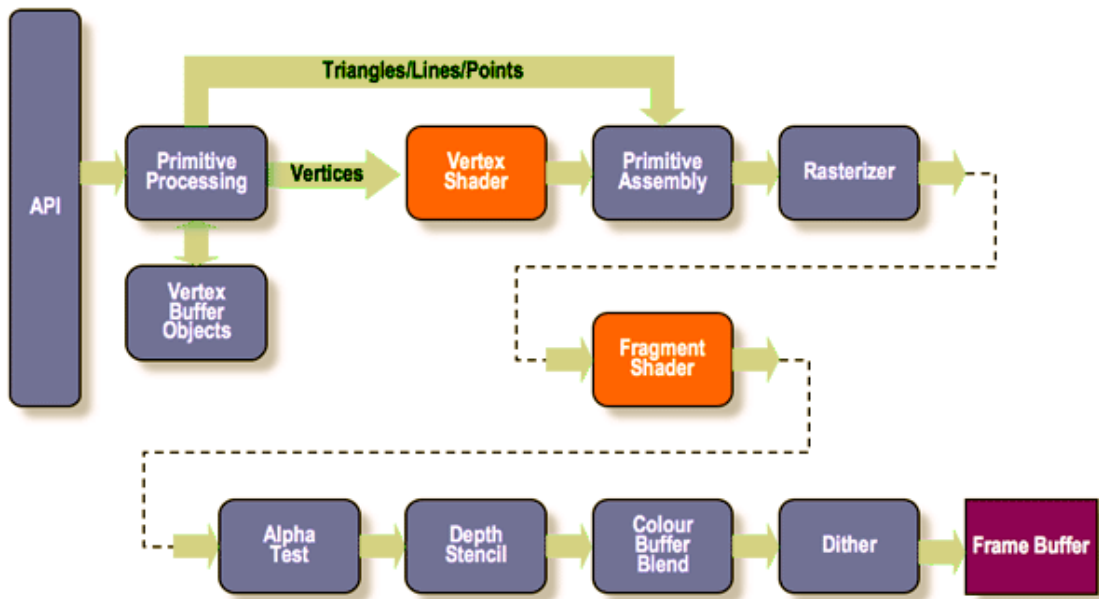 Triangles/Lines/Points
API
Primitive
Processing
Vertices
Vertex
Shader
Primitive
Assembly
Rasterizer
Vertex
Buffer
Objects
Fragment
Shader
Alpha
Test
Depth
Stencil
Colour
Buffer
Blend
Dither
Frame Buffer